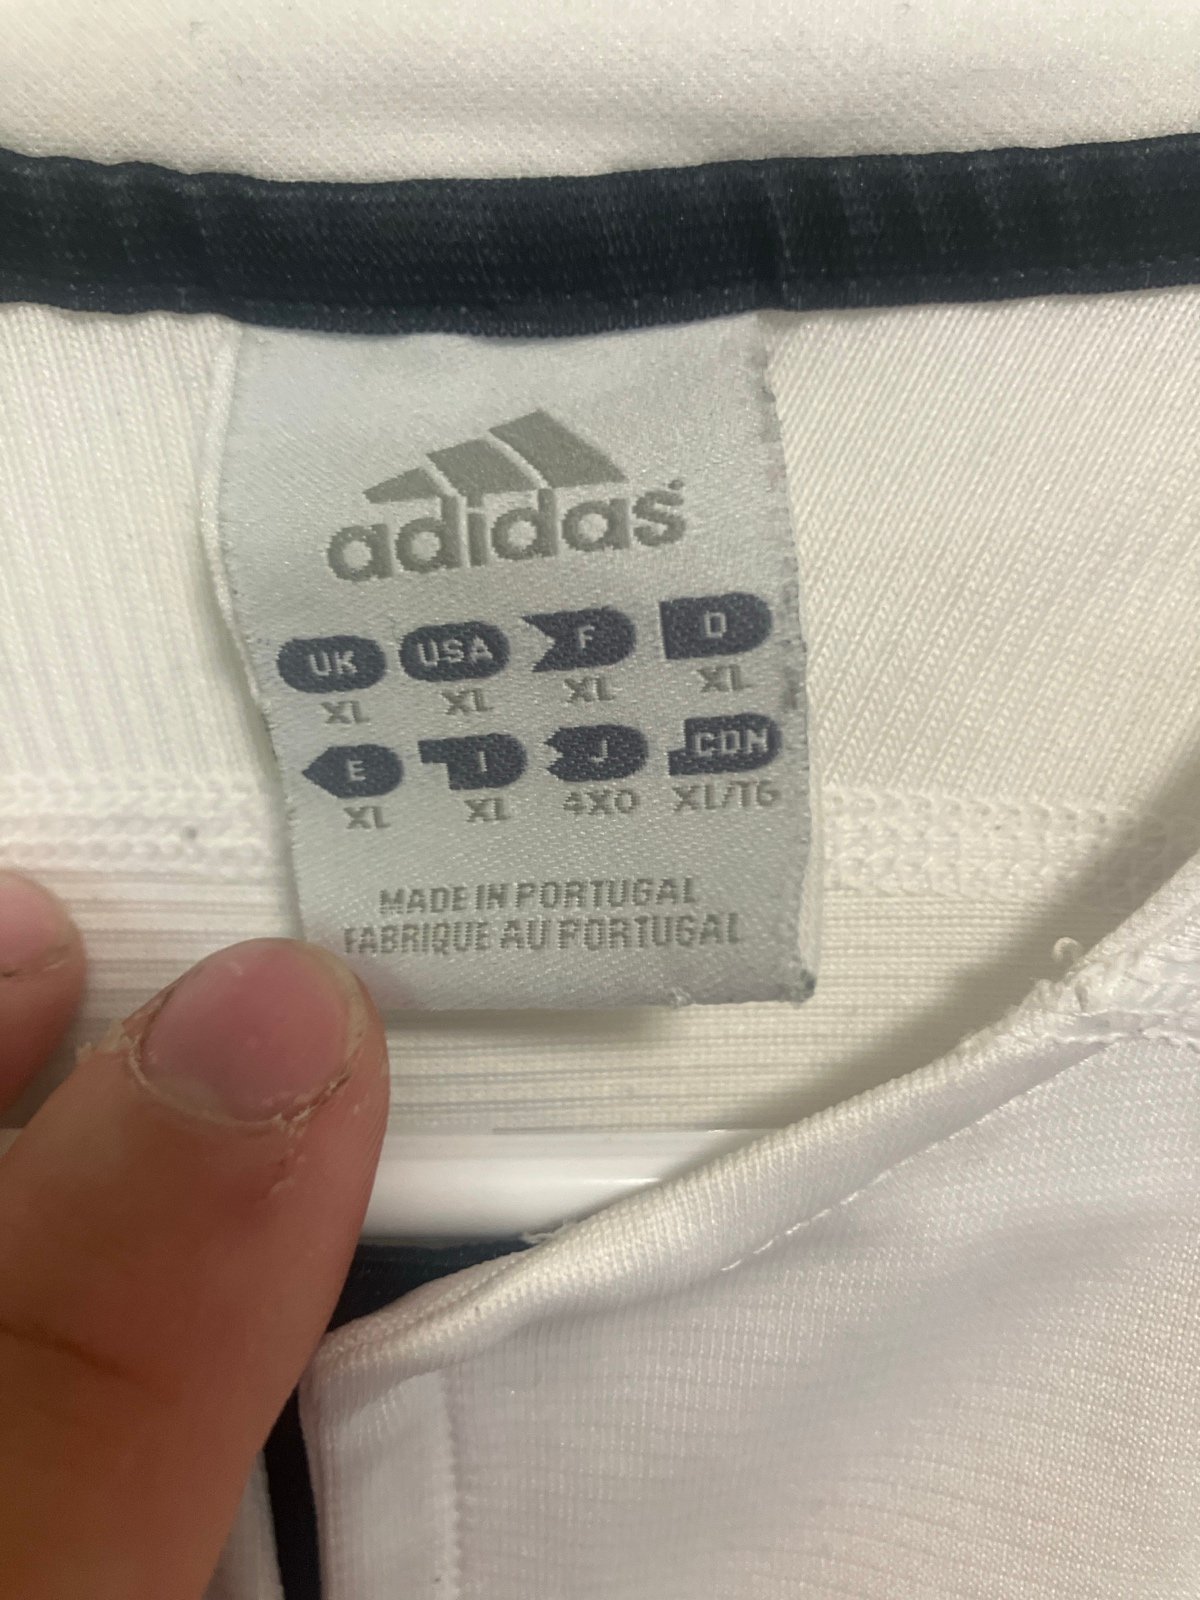 adidas
UK USA F D
XL XL XL XL
E I J CDN
XL XL 4XO XL/TG
MADE IN PORTUGAL
FABRIQUE AU PORTUGAL